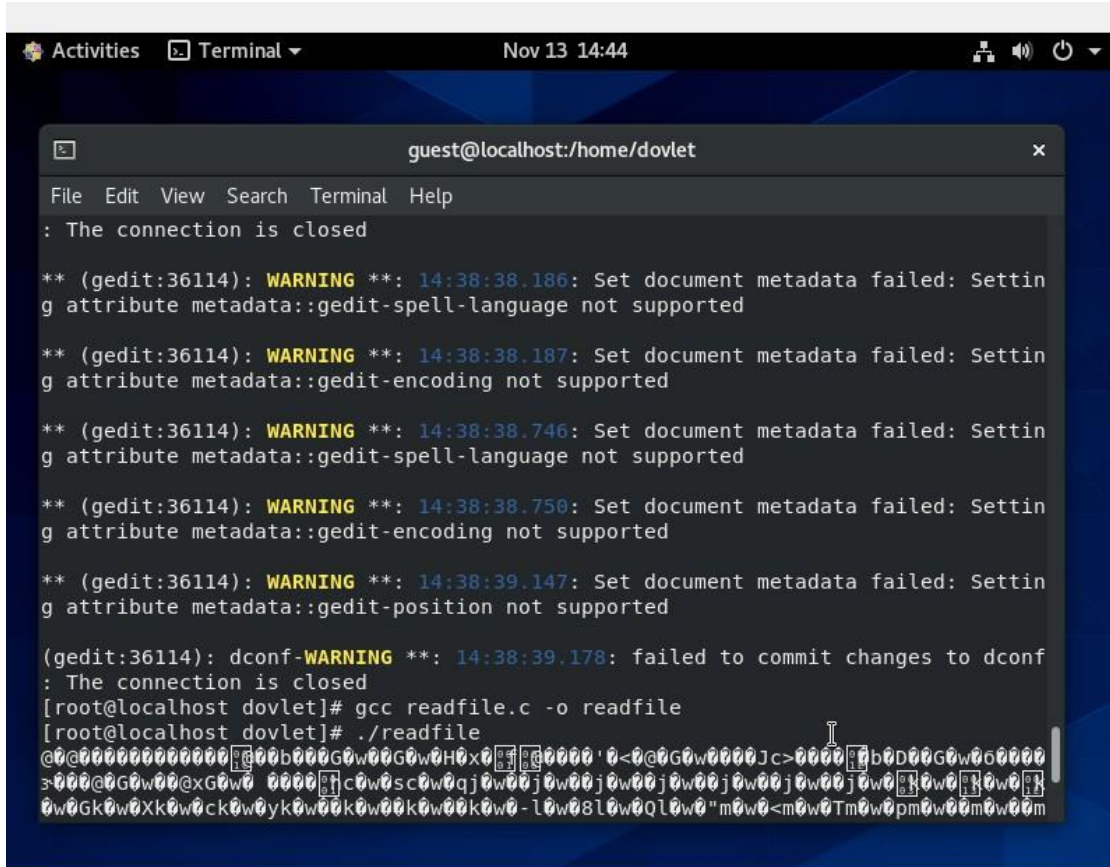 Activities Terminal Nov 13 14:44
guest@localhost:/home/dovlet
File Edit View Search Terminal Help
: The connection is closed
** (gedit:36114): WARNING **: 14:38:38.186: Set document metadata failed: Settin
g attribute metadata::gedit-spell-language not supported
** (gedit:36114): WARNING **: 14:38:38.187: Set document metadata failed: Settin
g attribute metadata::gedit-encoding not supported
** (gedit:36114): WARNING **: 14:38:38.746: Set document metadata failed: Settin
g attribute metadata::gedit-spell-language not supported
** (gedit:36114): WARNING **: 14:38:38.750: Set document metadata failed: Settin
g attribute metadata::gedit-encoding not supported
** (gedit:36114): WARNING **: 14:38:39.147: Set document metadata failed: Settin
g attribute metadata::gedit-position not supported
(gedit:36114): dconf-WARNING **: 14:38:39.178: failed to commit changes to dconf
: The connection is closed
[root@localhost dovlet]# gcc readfile.c -o readfile
[root@localhost dovlet]# ./readfile